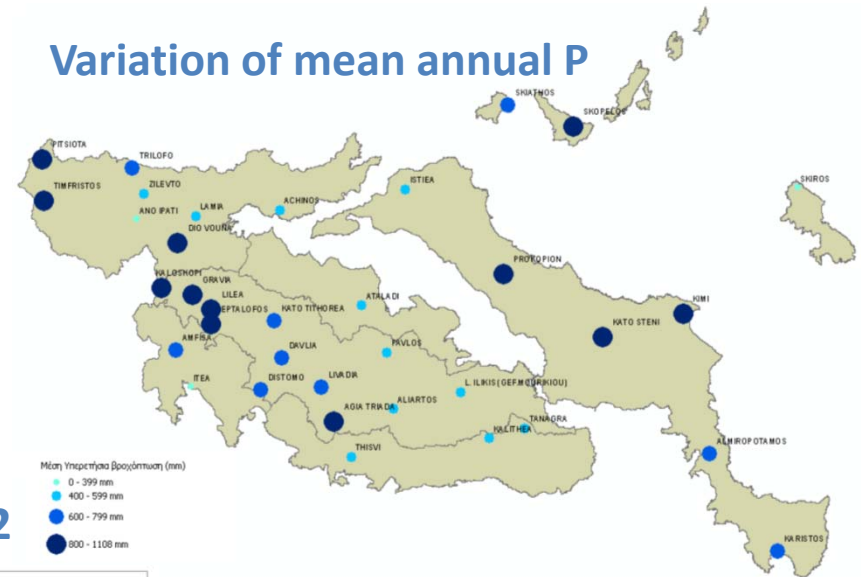 Variation of mean annual P
SKIATHOS
SKOPELOS
PITSIOTA
TRILOFO
TIMFRISTOS
ZILEVTO
ISTIEA
SKIROS
ANO IPATI
LAMIA
ACHINOS
DIO VOUNA
PROKOPION
KALOSKOPI
GRAVIA
LILEA
EPTALOFOS
KATO TITHOREA
ATALADI
KIMI
KATO STENI
AMFISA
DAVLIA
PAVLOS
ITEA
DISTOMO
LIVADIA
L. ILIKIS (GEF.MOURIKIOU)
AGIA TRIADA
ALIARTOS
TANAGRA
KALITHEA
ALMIROPOTAMOS
THISVI
Μέση Υπερετήσια βροχόπτωση (mm)
0 - 399 mm
400 - 599 mm
600 - 799 mm
800 - 1108 mm
2
KARISTOS